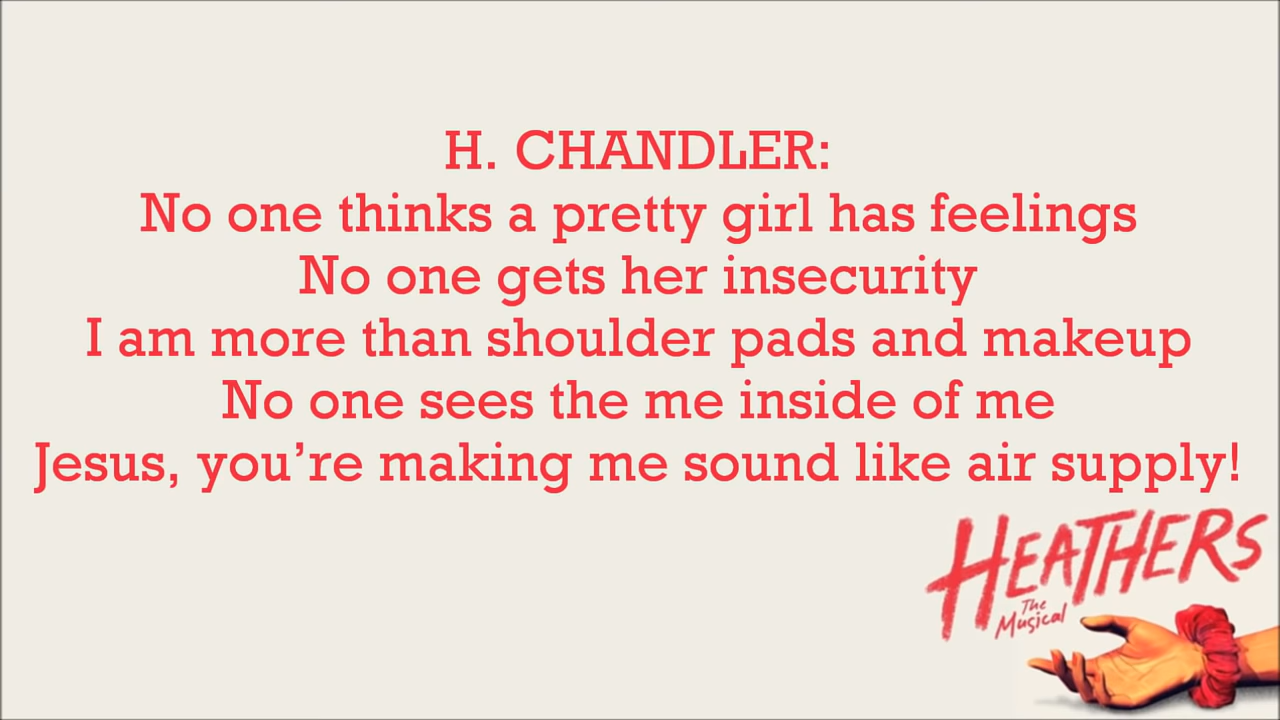 H. CHANDLER:
No one thinks a pretty girl has feelings
No one gets her insecurity
I am more than shoulder pads and makeup
No one sees the me inside of me
Jesus, you’re making me sound like air supply!
HEATHERS
The
Musical